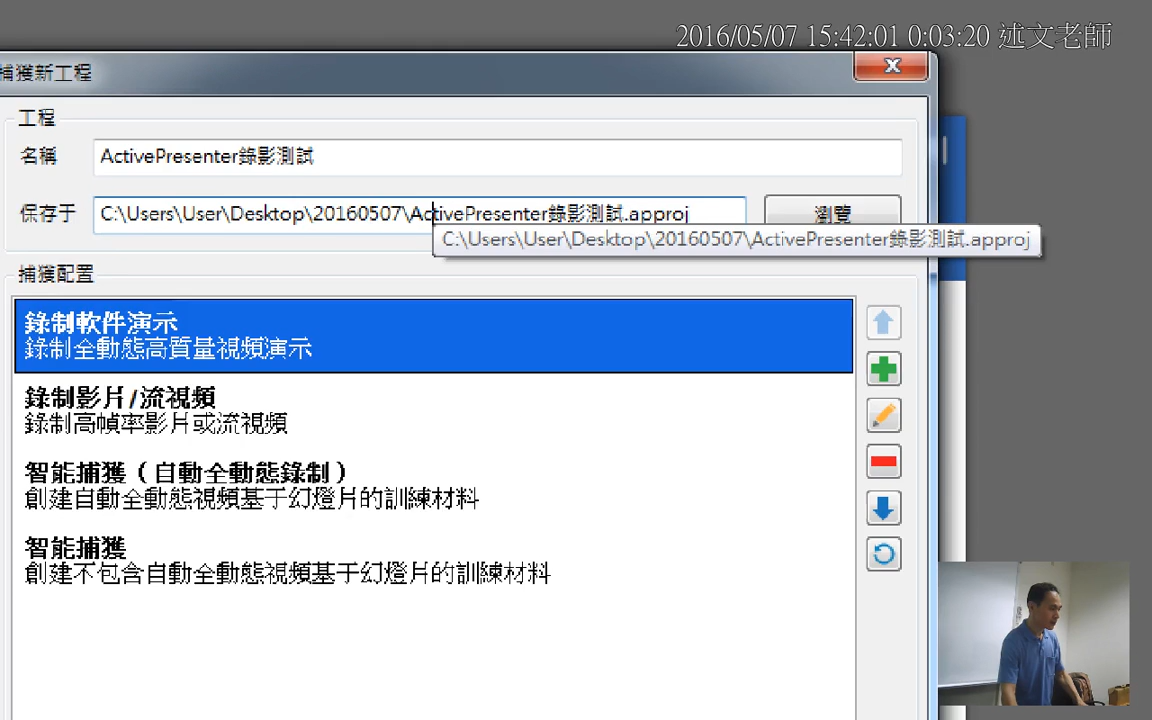 2016/05/07 15:42:01 0:03:20 述文老師
捕獲新工程
工程
名稱 ActivePresenter錄影測試
保存于 C:\Users\User\Desktop\20160507\ActivePresenter錄影測試.approj 瀏覽
C:\Users\User\Desktop\20160507\ActivePresenter錄影測試.approj
捕獲配置
錄制軟件演示
錄制全動態高質量視頻演示
錄制影片/流視頻
錄制高幀率影片或流視頻
智能捕獲（自動全動態錄制）
創建自動全動態視頻基于幻燈片的訓練材料
智能捕獲
創建不包含自動全動態視頻基于幻燈片的訓練材料